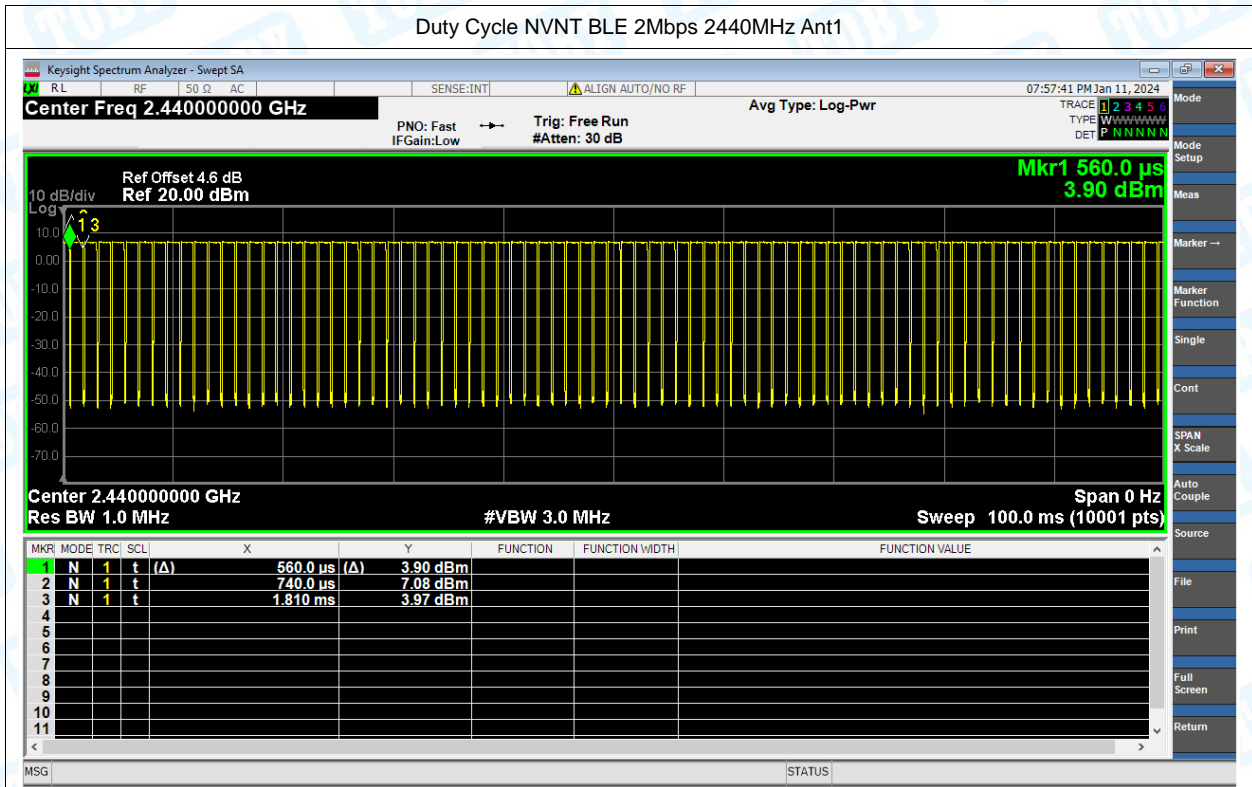 Duty Cycle NVNT BLE 2Mbps 2440MHz Ant1
Keysight Spectrum Analyzer - Swept SA
LXI RL RF 50 Ω AC SENSE:INT ALIGN AUTO/NO RF 07:57:41 PM Jan 11, 2024
Center Freq 2.440000000 GHz Avg Type: Log-Pwr TRACE 1 2 3 4 5 6
PNO: Fast Trig: Free Run TYPE WWWWWWW
IFGain:Low #Atten: 30 dB DET P N N N N N
Mkr1 560.0 µs
3.90 dBm
Ref Offset 4.6 dB
10 dB/div Ref 20.00 dBm
Log
1 3
10.0
0.00
-10.0
-20.0
-30.0
-40.0
-50.0
-60.0
-70.0
Center 2.440000000 GHz Span 0 Hz
Res BW 1.0 MHz #VBW 3.0 MHz Sweep 100.0 ms (10001 pts)
MKR MODE TRC SCL X Y FUNCTION FUNCTION WIDTH FUNCTION VALUE
1 N 1 t (Δ) 560.0 µs (Δ) 3.90 dBm
2 N 1 t 740.0 µs 7.08 dBm
3 N 1 t 1.810 ms 3.97 dBm
4
5
6
7
8
9
10
11
MSG STATUS
Mode
Mode
Setup
Meas
Marker →
Marker
Function
Single
Cont
SPAN
X Scale
Auto
Couple
Source
File
Print
Full
Screen
Return
TOBY